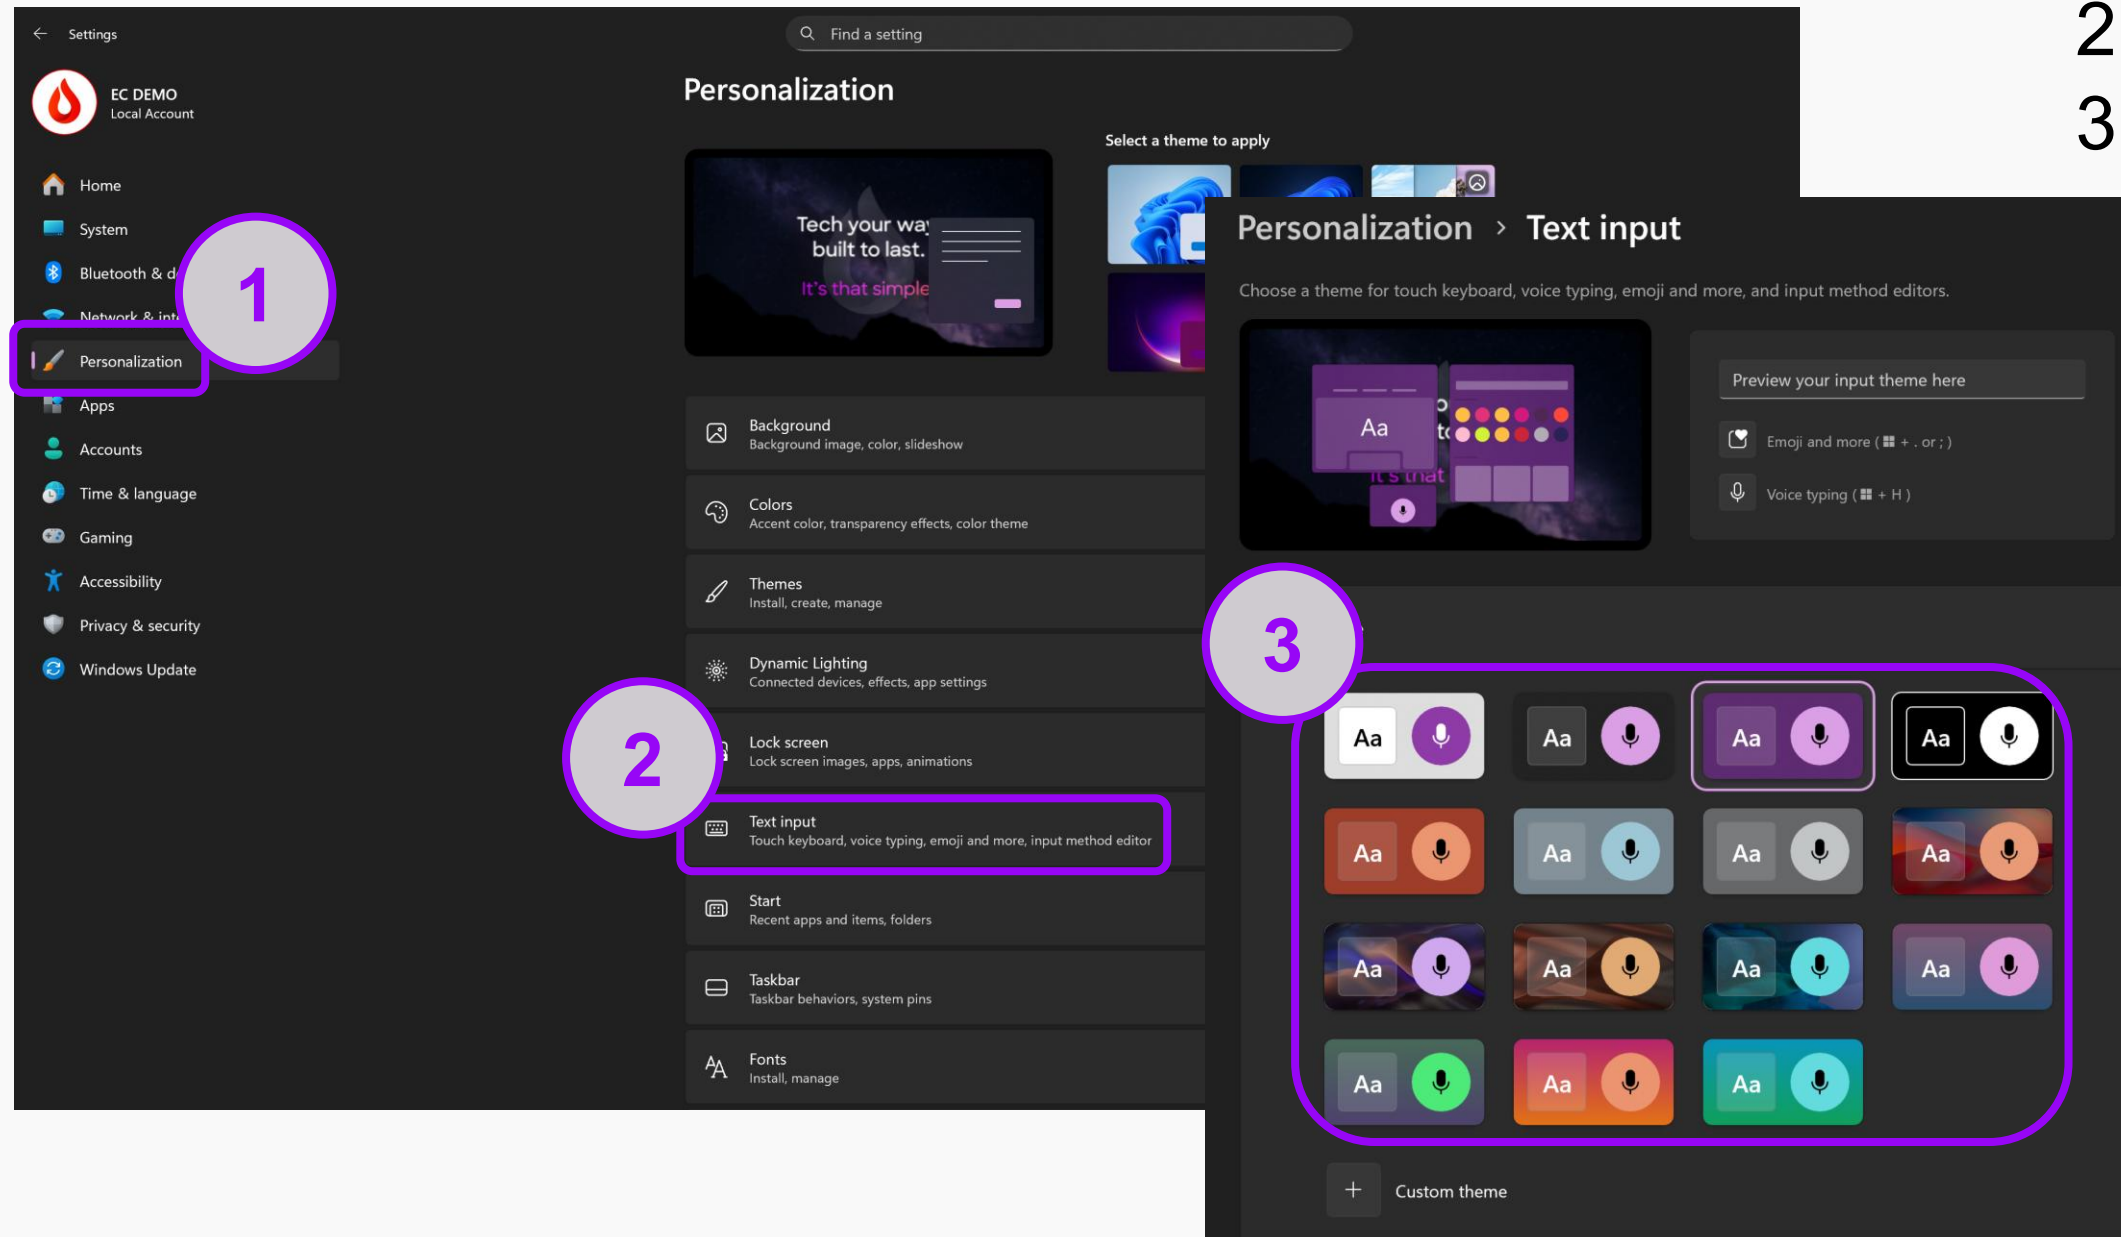 2
3
Settings
Find a setting
EC DEMO
Local Account
Home
System
Bluetooth & d
Network & int
Personalization
Apps
Accounts
Time & language
Gaming
Accessibility
Privacy & security
Windows Update
1
Personalization
Select a theme to apply
Tech your way
built to last.
It's that simple
Background
Background image, color, slideshow
Colors
Accent color, transparency effects, color theme
Themes
Install, create, manage
Dynamic Lighting
Connected devices, effects, app settings
Lock screen
Lock screen images, apps, animations
2
Text input
Touch keyboard, voice typing, emoji and more, input method editor
Start
Recent apps and items, folders
Taskbar
Taskbar behaviors, system pins
Fonts
Install, manage
Personalization > Text input
Choose a theme for touch keyboard, voice typing, emoji and more, and input method editors.
Aa
It's that
Preview your input theme here
Emoji and more ( + . or ; )
Voice typing ( + H )
3
Aa Aa Aa Aa
Aa Aa Aa Aa
Aa Aa Aa Aa
Aa Aa Aa
+ Custom theme